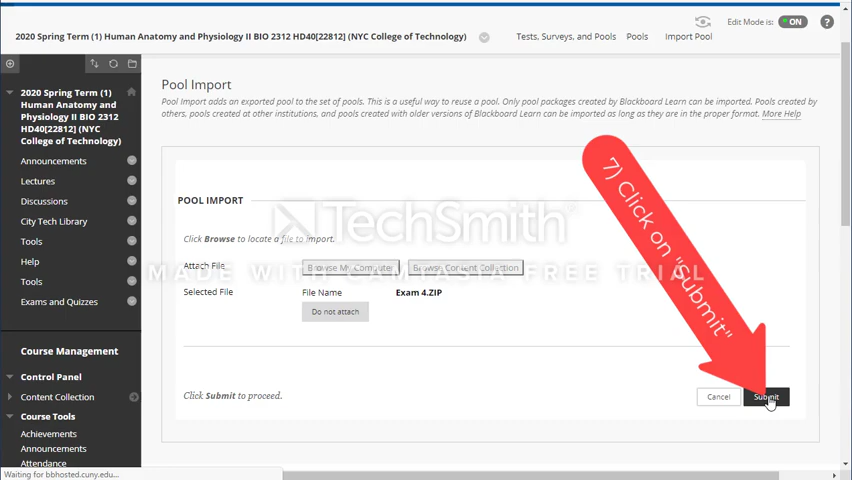 Edit Mode is: ON ?
2020 Spring Term (1) Human Anatomy and Physiology II BIO 2312 HD40[22812] (NYC College of Technology) Tests, Surveys, and Pools Pools Import Pool
2020 Spring Term (1)
Human Anatomy and
Physiology II BIO 2312
HD40[22812] (NYC
College of Technology)
Announcements
Lectures
Discussions
City Tech Library
Tools
Help
Tools
Exams and Quizzes
Course Management
Control Panel
Content Collection
Course Tools
Achievements
Announcements
Attendance
Waiting for bbhosted.cuny.edu...
Pool Import
Pool Import adds an exported pool to the set of pools. This is a useful way to reuse a pool. Only pool packages created by Blackboard Learn can be imported. Pools created by
others, pools created at other institutions, and pools created with older versions of Blackboard Learn can be imported as long as they are in the proper format. More Help
POOL IMPORT
Click Browse to locate a file to import.
Attach File Browse My Computer Browse Content Collection
Selected File File Name Exam 4.ZIP
Do not attach
Click Submit to proceed. Cancel Submit
7) Click on "Submit"
TechSmith
MADE WITH CAMTASIA FREE TRIAL